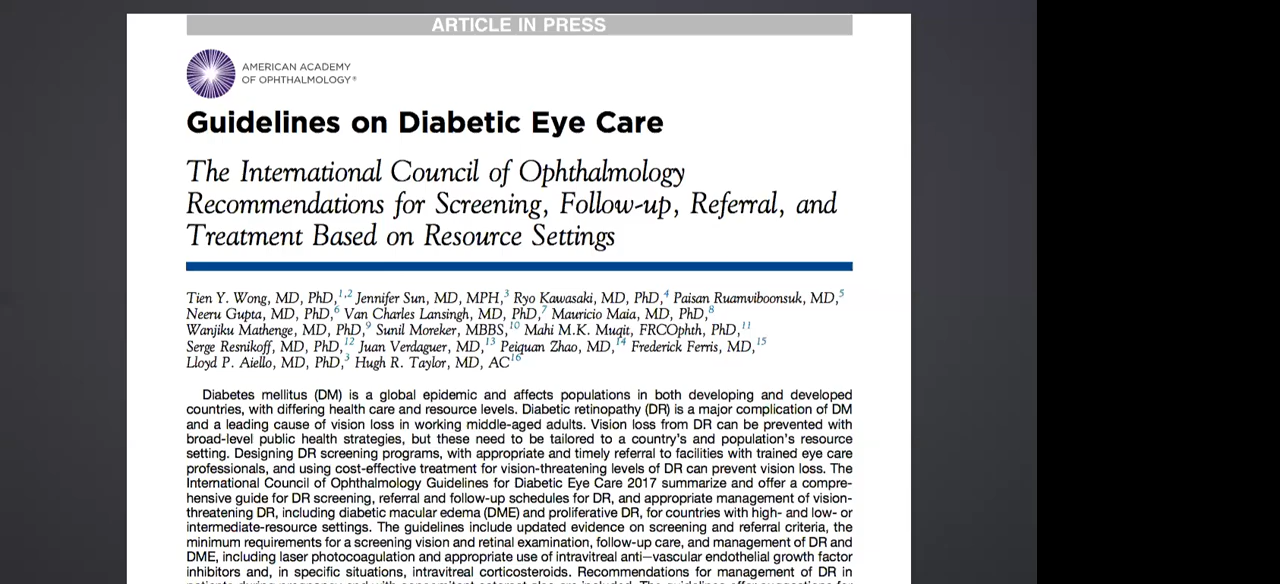 ARTICLE IN PRESS
AMERICAN ACADEMY
OF OPHTHALMOLOGY®
Guidelines on Diabetic Eye Care
The International Council of Ophthalmology
Recommendations for Screening, Follow-up, Referral, and
Treatment Based on Resource Settings
Tien Y. Wong, MD, PhD,1,2 Jennifer Sun, MD, MPH,3 Ryo Kawasaki, MD, PhD,4 Paisan Ruamviboonsuk, MD,5
Neeru Gupta, MD, PhD,6 Van Charles Lansingh, MD, PhD,7 Mauricio Maia, MD, PhD,8
Wanjiku Mathenge, MD, PhD,9 Sunil Moreker, MBBS,10 Mahi M.K. Muqit, FRCOphth, PhD,11
Serge Resnikoff, MD, PhD,12 Juan Verdaguer, MD,13 Peiquan Zhao, MD,14 Frederick Ferris, MD,15
Lloyd P. Aiello, MD, PhD,3 Hugh R. Taylor, MD, AC16
Diabetes mellitus (DM) is a global epidemic and affects populations in both developing and developed
countries, with differing health care and resource levels. Diabetic retinopathy (DR) is a major complication of DM
and a leading cause of vision loss in working middle-aged adults. Vision loss from DR can be prevented with
broad-level public health strategies, but these need to be tailored to a country's and population's resource
setting. Designing DR screening programs, with appropriate and timely referral to facilities with trained eye care
professionals, and using cost-effective treatment for vision-threatening levels of DR can prevent vision loss. The
International Council of Ophthalmology Guidelines for Diabetic Eye Care 2017 summarize and offer a compre-
hensive guide for DR screening, referral and follow-up schedules for DR, and appropriate management of vision-
threatening DR, including diabetic macular edema (DME) and proliferative DR, for countries with high- and low- or
intermediate-resource settings. The guidelines include updated evidence on screening and referral criteria, the
minimum requirements for a screening vision and retinal examination, follow-up care, and management of DR and
DME, including laser photocoagulation and appropriate use of intravitreal anti–vascular endothelial growth factor
inhibitors and, in specific situations, intravitreal corticosteroids. Recommendations for management of DR in